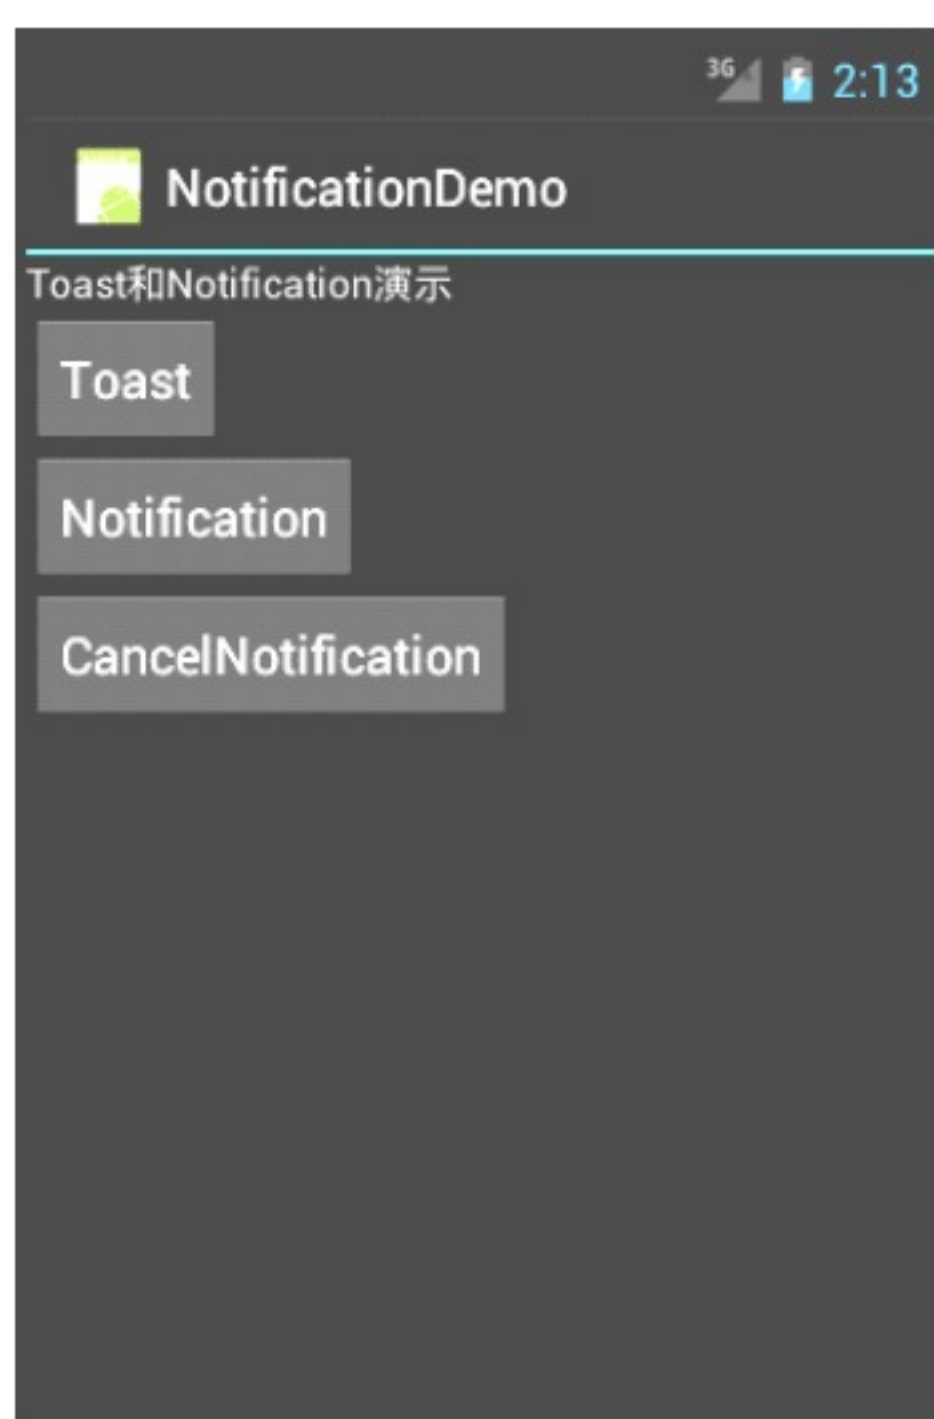 3G 2:13
NotificationDemo
Toast和Notification演示
Toast
Notification
CancelNotification